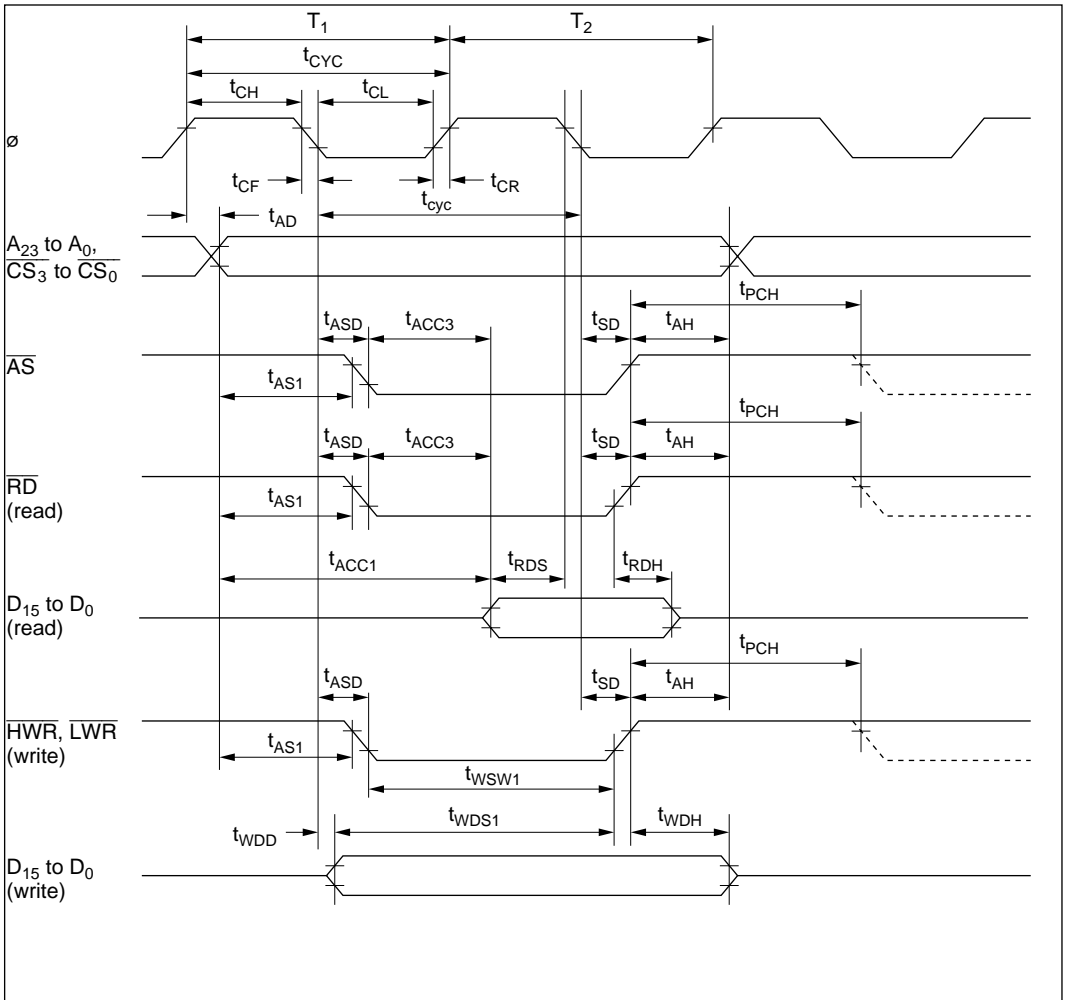 T₁ T₂
tCYC
tCH tCL
ø
tCF tCR
tcyc
tAD
A₂₃ to A₀,
CS₃ to CS₀
tPCH
tASD tACC3 tSD tAH
AS
tAS1
tPCH
tASD tACC3 tSD tAH
RD
(read)
tAS1
tACC1 tRDS tRDH
D₁₅ to D₀
(read)
tPCH
tASD tSD tAH
HWR, LWR
(write)
tAS1
tWSW1
tWDD tWDS1 tWDH
D₁₅ to D₀
(write)